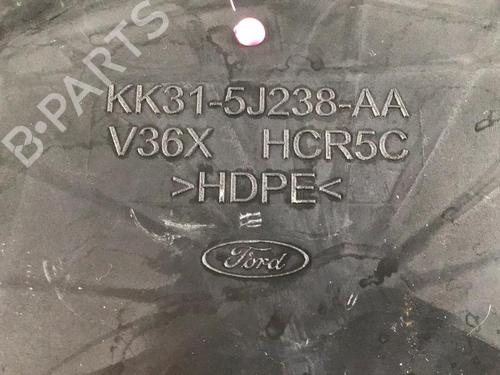 B-PARTS
KK31-5J238-AA
V36X HCR5C
>HDPE<
Ford